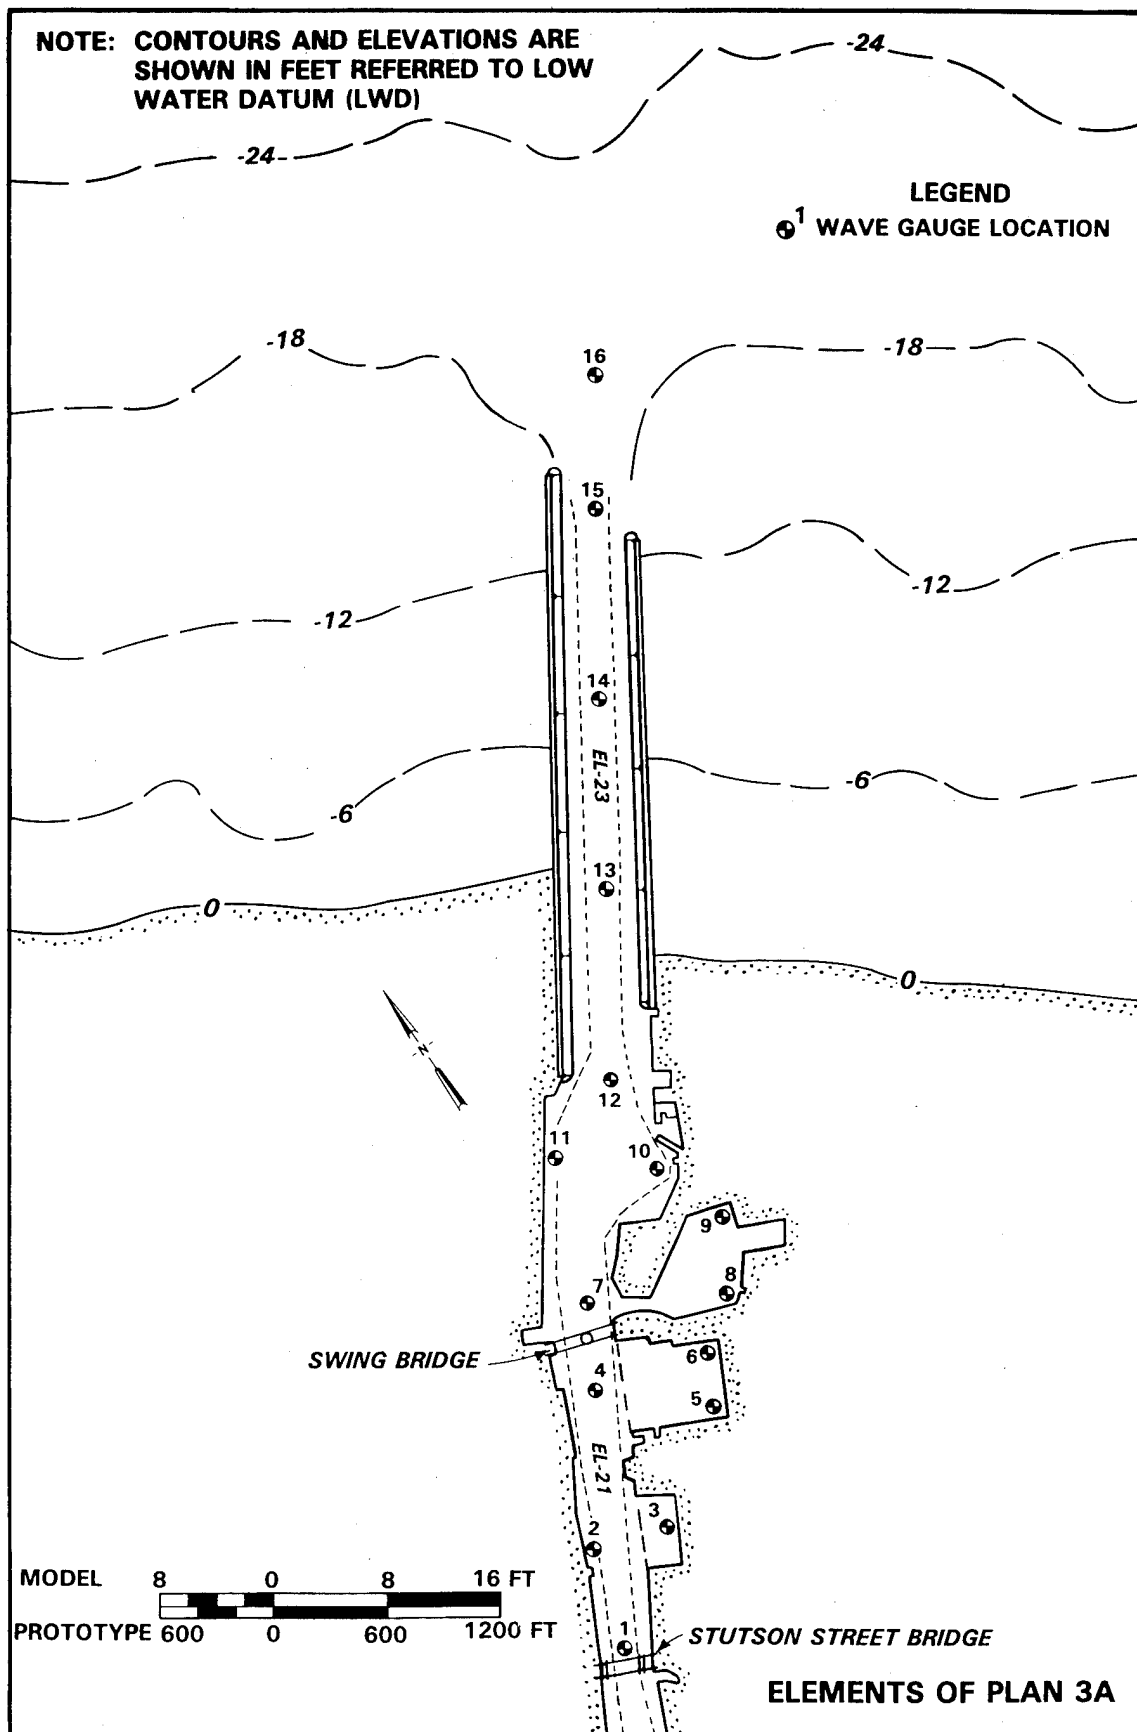 NOTE: CONTOURS AND ELEVATIONS ARE
SHOWN IN FEET REFERRED TO LOW
WATER DATUM (LWD)
-24
-24-
LEGEND
1 WAVE GAUGE LOCATION
-18
-18
16
15
-12
-12
14
EL-23
-6
-6
13
0
0
N
12
11
10
9
8
7
SWING BRIDGE
6
4
5
EL-21
3
2
MODEL 8 0 8 16 FT
PROTOTYPE 600 0 600 1200 FT
1
STUTSON STREET BRIDGE
ELEMENTS OF PLAN 3A